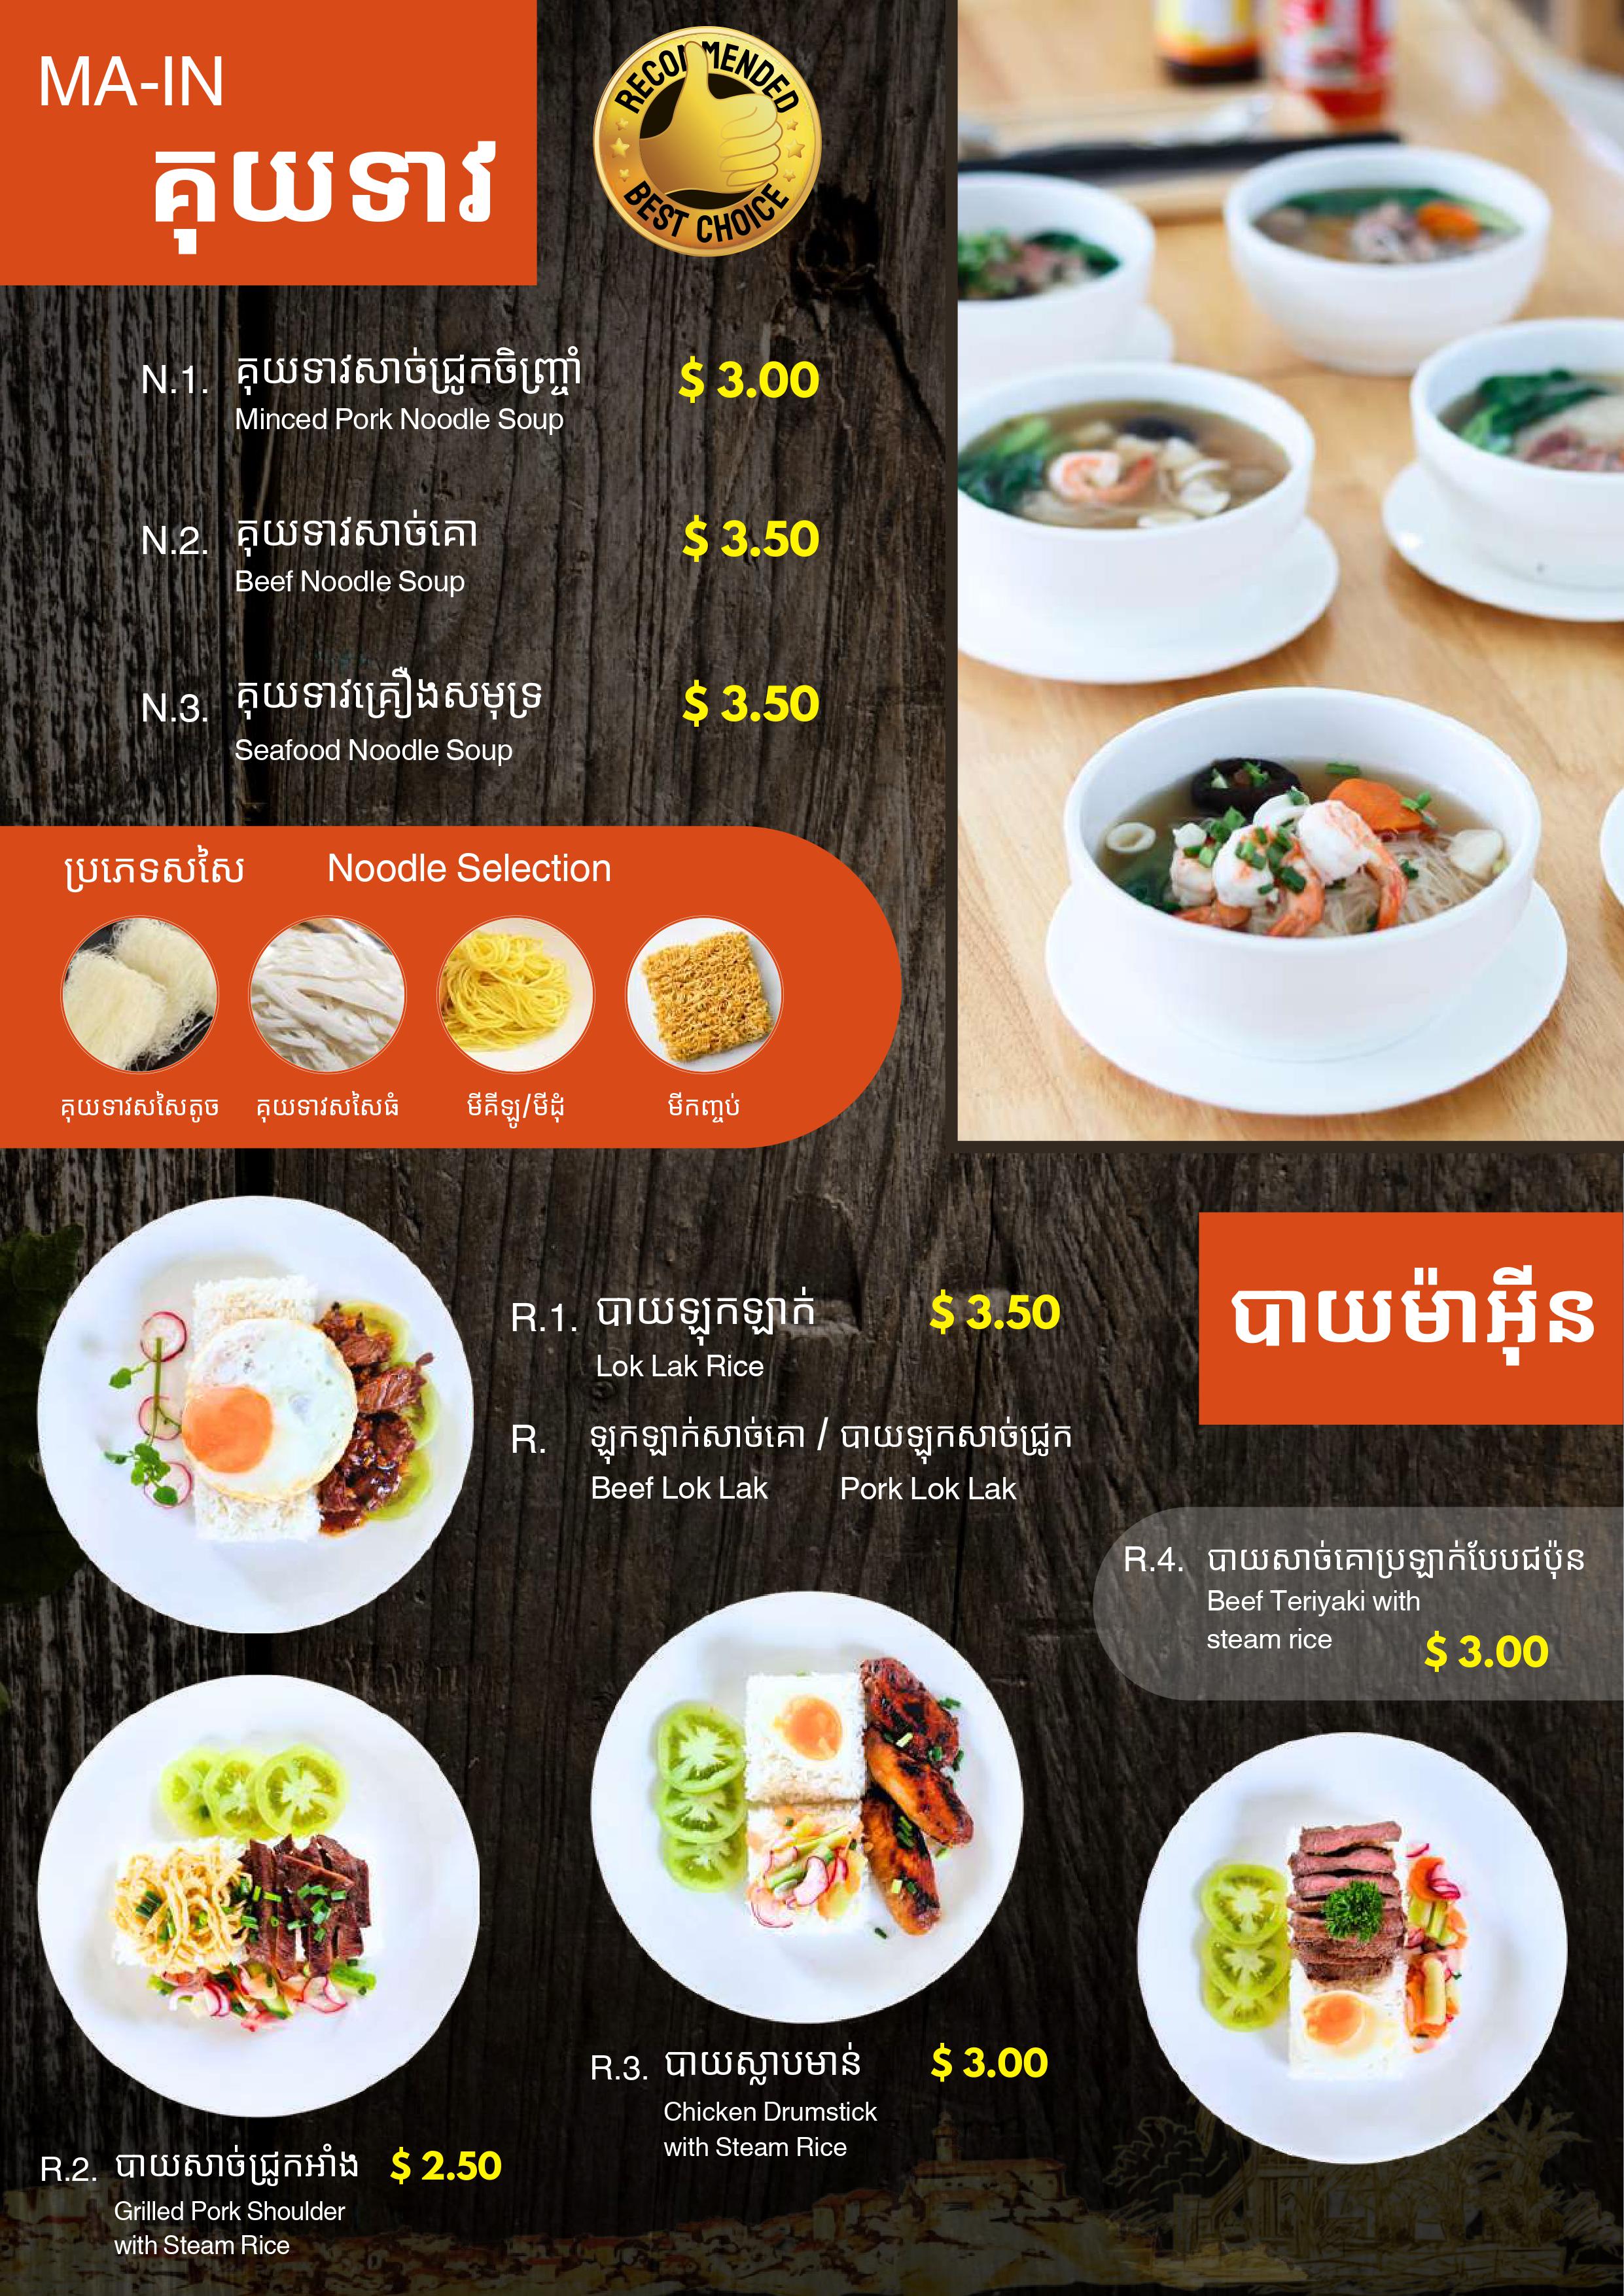 MA-IN
គុយទាវ
RECOMMENDED
BEST CHOICE
N.1. គុយទាវសាច់ជ្រូកចិញ្ច្រាំ $ 3.00
Minced Pork Noodle Soup
N.2. គុយទាវសាច់គោ $ 3.50
Beef Noodle Soup
N.3. គុយទាវគ្រឿងសមុទ្រ $ 3.50
Seafood Noodle Soup
ប្រភេទសសៃ Noodle Selection
គុយទាវសសៃតូច គុយទាវសសៃធំ មីគីឡូ/មីដុំ មីកញ្ចប់
បាយម៉ាអ៊ីន
R.1. បាយឡុកឡាក់ $ 3.50
Lok Lak Rice
R. ឡុកឡាក់សាច់គោ / បាយឡុកសាច់ជ្រូក
Beef Lok Lak Pork Lok Lak
R.4. បាយសាច់គោប្រឡាក់បែបជប៉ុន
Beef Teriyaki with
steam rice $ 3.00
R.3. បាយស្លាបមាន់ $ 3.00
Chicken Drumstick
with Steam Rice
R.2. បាយសាច់ជ្រូកអាំង $ 2.50
Grilled Pork Shoulder
with Steam Rice